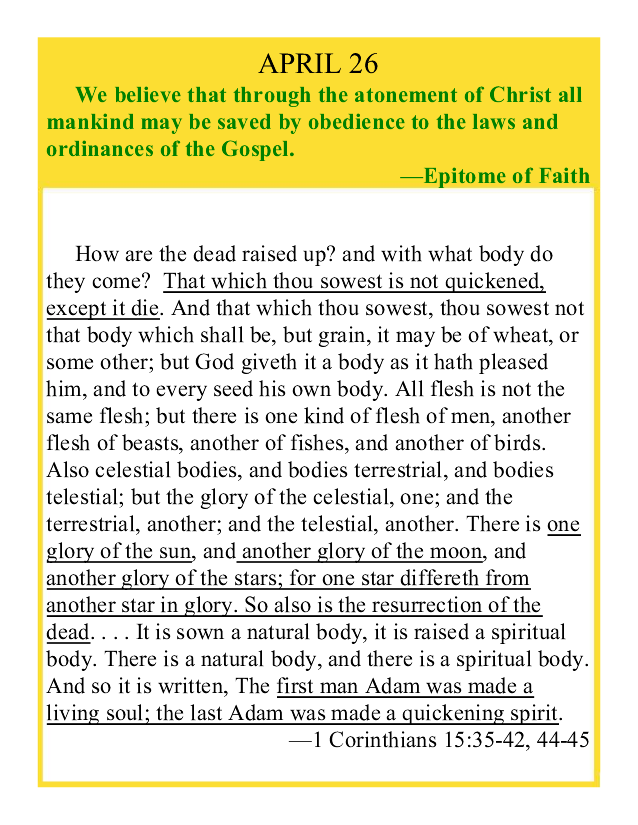 APRIL 26
We believe that through the atonement of Christ all
mankind may be saved by obedience to the laws and
ordinances of the Gospel.
—Epitome of Faith
How are the dead raised up? and with what body do
they come? That which thou sowest is not quickened,
except it die. And that which thou sowest, thou sowest not
that body which shall be, but grain, it may be of wheat, or
some other; but God giveth it a body as it hath pleased
him, and to every seed his own body. All flesh is not the
same flesh; but there is one kind of flesh of men, another
flesh of beasts, another of fishes, and another of birds.
Also celestial bodies, and bodies terrestrial, and bodies
telestial; but the glory of the celestial, one; and the
terrestrial, another; and the telestial, another. There is one
glory of the sun, and another glory of the moon, and
another glory of the stars; for one star differeth from
another star in glory. So also is the resurrection of the
dead. . . . It is sown a natural body, it is raised a spiritual
body. There is a natural body, and there is a spiritual body.
And so it is written, The first man Adam was made a
living soul; the last Adam was made a quickening spirit.
—1 Corinthians 15:35-42, 44-45